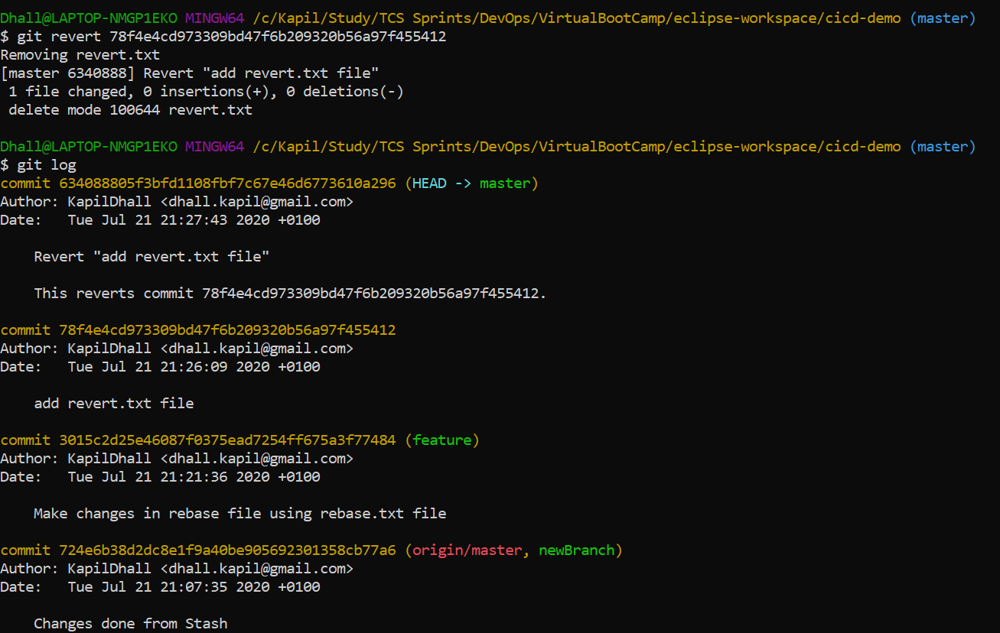 Dhall@LAPTOP-NMGP1EKO MINGW64 /c/Kapil/Study/TCS Sprints/DevOps/VirtualBootCamp/eclipse-workspace/cicd-demo (master)
$ git revert 78f4e4cd973309bd47f6b209320b56a97f455412
Removing revert.txt
[master 6340888] Revert "add revert.txt file"
 1 file changed, 0 insertions(+), 0 deletions(-)
 delete mode 100644 revert.txt
Dhall@LAPTOP-NMGP1EKO MINGW64 /c/Kapil/Study/TCS Sprints/DevOps/VirtualBootCamp/eclipse-workspace/cicd-demo (master)
$ git log
commit 634088805f3bfd1108fbf7c67e46d6773610a296 (HEAD -> master)
Author: KapilDhall <dhall.kapil@gmail.com>
Date:   Tue Jul 21 21:27:43 2020 +0100
    Revert "add revert.txt file"
    This reverts commit 78f4e4cd973309bd47f6b209320b56a97f455412.
commit 78f4e4cd973309bd47f6b209320b56a97f455412
Author: KapilDhall <dhall.kapil@gmail.com>
Date:   Tue Jul 21 21:26:09 2020 +0100
    add revert.txt file
commit 3015c2d25e46087f0375ead7254ff675a3f77484 (feature)
Author: KapilDhall <dhall.kapil@gmail.com>
Date:   Tue Jul 21 21:21:36 2020 +0100
    Make changes in rebase file using rebase.txt file
commit 724e6b38d2dc8e1f9a40be905692301358cb77a6 (origin/master, newBranch)
Author: KapilDhall <dhall.kapil@gmail.com>
Date:   Tue Jul 21 21:07:35 2020 +0100
    Changes done from Stash